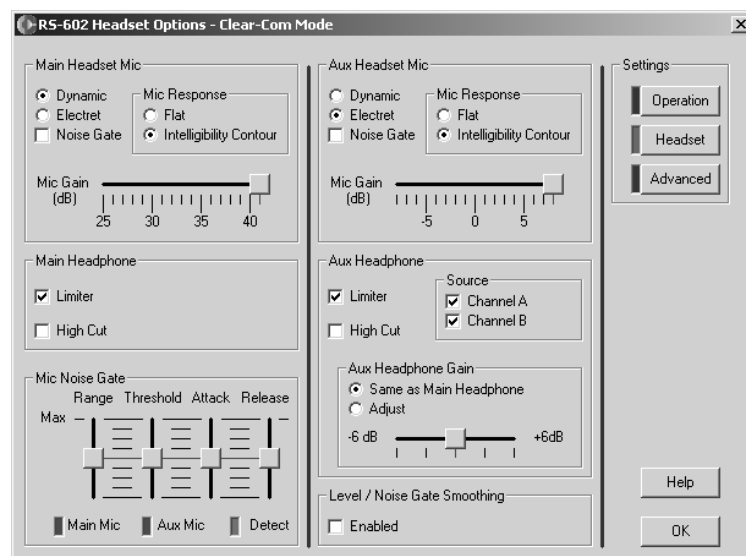 RS-602 Headset Options - Clear-Com Mode
Main Headset Mic
Dynamic
Electret
Noise Gate
Mic Response
Flat
Intelligibility Contour
Mic Gain
(dB)
25 30 35 40
Main Headphone
Limiter
High Cut
Mic Noise Gate
Range Threshold Attack Release
Max
Main Mic Aux Mic Detect
Aux Headset Mic
Dynamic
Electret
Noise Gate
Mic Response
Flat
Intelligibility Contour
Mic Gain
(dB)
-5 0 5
Aux Headphone
Limiter
High Cut
Source
Channel A
Channel B
Aux Headphone Gain
Same as Main Headphone
Adjust
-6 dB +6dB
Level / Noise Gate Smoothing
Enabled
Settings
Operation
Headset
Advanced
Help
OK